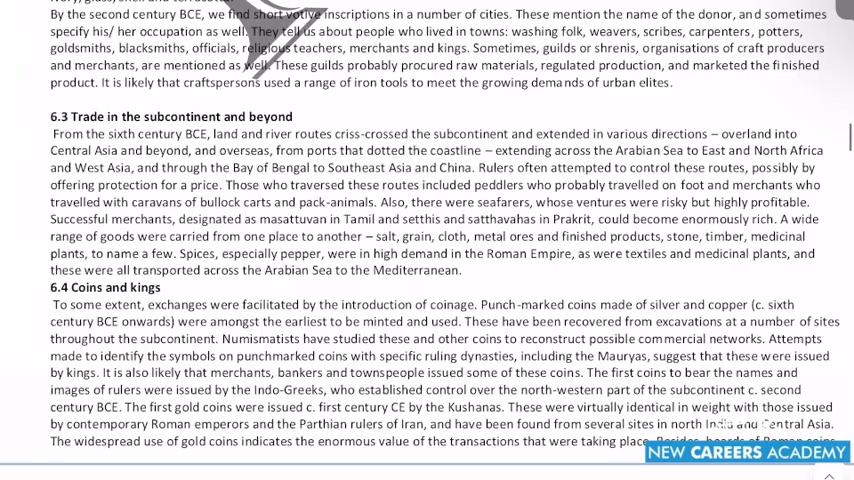 By the second century BCE, we find short votive inscriptions in a number of cities. These mention the name of the donor, and sometimes
specify his/ her occupation as well. They tell us about people who lived in towns: washing folk, weavers, scribes, carpenters, potters,
goldsmiths, blacksmiths, officials, religious teachers, merchants and kings. Sometimes, guilds or shrenis, organisations of craft producers
and merchants, are mentioned as well. These guilds probably procured raw materials, regulated production, and marketed the finished
product. It is likely that craftspersons used a range of iron tools to meet the growing demands of urban elites.
6.3 Trade in the subcontinent and beyond
From the sixth century BCE, land and river routes criss-crossed the subcontinent and extended in various directions – overland into
Central Asia and beyond, and overseas, from ports that dotted the coastline – extending across the Arabian Sea to East and North Africa
and West Asia, and through the Bay of Bengal to Southeast Asia and China. Rulers often attempted to control these routes, possibly by
offering protection for a price. Those who traversed these routes included peddlers who probably travelled on foot and merchants who
travelled with caravans of bullock carts and pack-animals. Also, there were seafarers, whose ventures were risky but highly profitable.
Successful merchants, designated as masattuvan in Tamil and setthis and satthavahas in Prakrit, could become enormously rich. A wide
range of goods were carried from one place to another – salt, grain, cloth, metal ores and finished products, stone, timber, medicinal
plants, to name a few. Spices, especially pepper, were in high demand in the Roman Empire, as were textiles and medicinal plants, and
these were all transported across the Arabian Sea to the Mediterranean.
6.4 Coins and kings
To some extent, exchanges were facilitated by the introduction of coinage. Punch-marked coins made of silver and copper (c. sixth
century BCE onwards) were amongst the earliest to be minted and used. These have been recovered from excavations at a number of sites
throughout the subcontinent. Numismatists have studied these and other coins to reconstruct possible commercial networks. Attempts
made to identify the symbols on punchmarked coins with specific ruling dynasties, including the Mauryas, suggest that these were issued
by kings. It is also likely that merchants, bankers and townspeople issued some of these coins. The first coins to bear the names and
images of rulers were issued by the Indo-Greeks, who established control over the north-western part of the subcontinent c. second
century BCE. The first gold coins were issued c. first century CE by the Kushanas. These were virtually identical in weight with those issued
by contemporary Roman emperors and the Parthian rulers of Iran, and have been found from several sites in north India and Central Asia.
The widespread use of gold coins indicates the enormous value of the transactions that were taking place.
NEW CAREERS ACADEMY